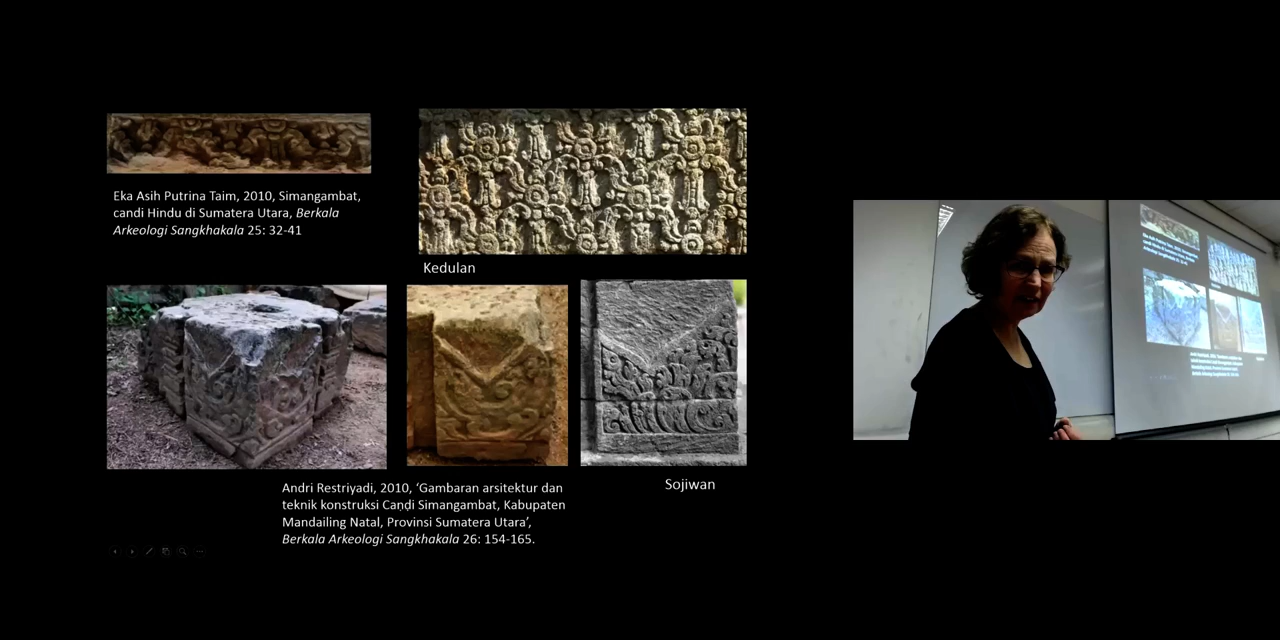 Eka Asih Putrina Taim, 2010, Simangambat,
candi Hindu di Sumatera Utara, Berkala
Arkeologi Sangkhakala 25: 32-41
Kedulan
Sojiwan
Andri Restriyadi, 2010, ‘Gambaran arsitektur dan
teknik konstruksi Caṇḍi Simangambat, Kabupaten
Mandailing Natal, Provinsi Sumatera Utara’,
Berkala Arkeologi Sangkhakala 26: 154-165.